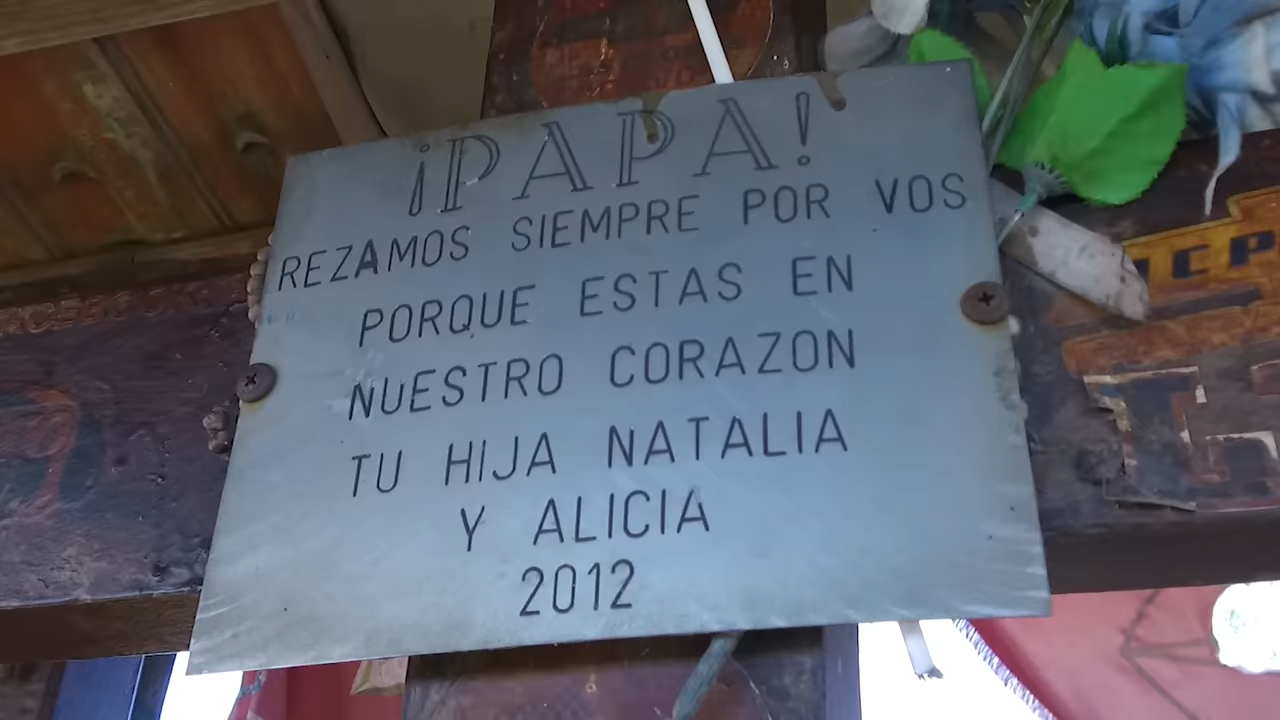 ¡PAPA!
REZAMOS SIEMPRE POR VOS
PORQUE ESTAS EN
NUESTRO CORAZON
TU HIJA NATALIA
Y ALICIA
2012